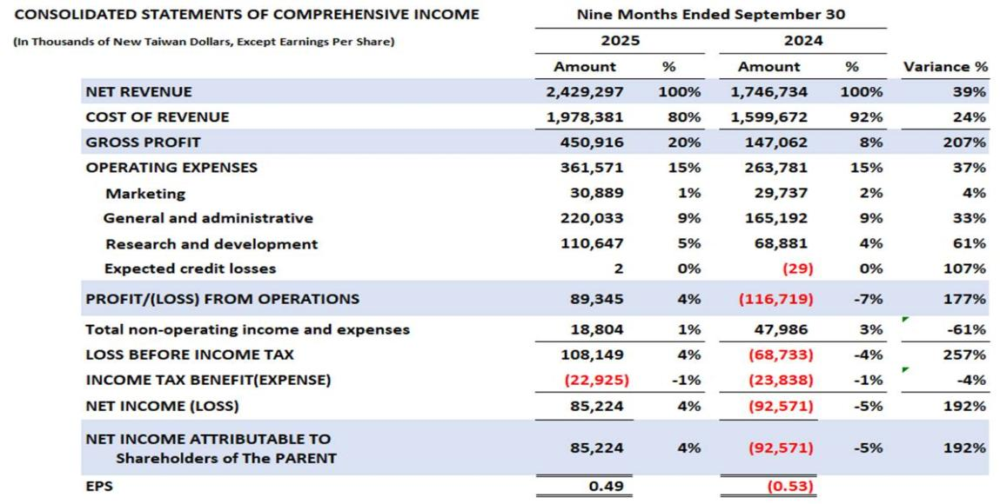 CONSOLIDATED STATEMENTS OF COMPREHENSIVE INCOME Nine Months Ended September 30
(In Thousands of New Taiwan Dollars, Except Earnings Per Share) 2025 2024
Amount % Amount % Variance %
NET REVENUE 2,429,297 100% 1,746,734 100% 39%
COST OF REVENUE 1,978,381 80% 1,599,672 92% 24%
GROSS PROFIT 450,916 20% 147,062 8% 207%
OPERATING EXPENSES 361,571 15% 263,781 15% 37%
Marketing 30,889 1% 29,737 2% 4%
General and administrative 220,033 9% 165,192 9% 33%
Research and development 110,647 5% 68,881 4% 61%
Expected credit losses 2 0% (29) 0% 107%
PROFIT/(LOSS) FROM OPERATIONS 89,345 4% (116,719) -7% 177%
Total non-operating income and expenses 18,804 1% 47,986 3% -61%
LOSS BEFORE INCOME TAX 108,149 4% (68,733) -4% 257%
INCOME TAX BENEFIT(EXPENSE) (22,925) -1% (23,838) -1% -4%
NET INCOME (LOSS) 85,224 4% (92,571) -5% 192%
NET INCOME ATTRIBUTABLE TO
Shareholders of The PARENT 85,224 4% (92,571) -5% 192%
EPS 0.49 (0.53)